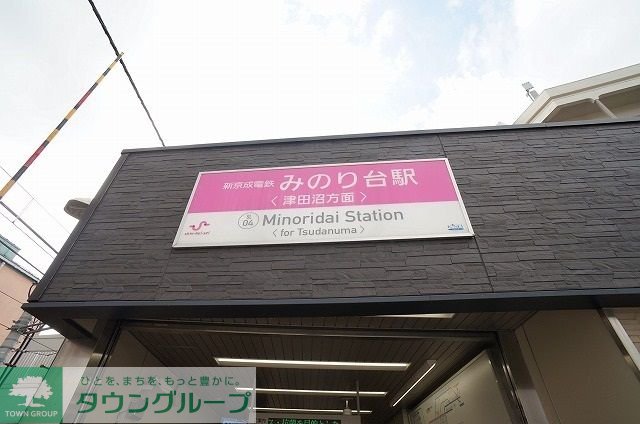 新京成電鉄 みのり台駅
〈 津田沼方面 〉
SL 04 Minoridai Station
〈 for Tsudanuma 〉
ひとを、まちを、もっと豊かに。
タウングループ
TOWN GROUP